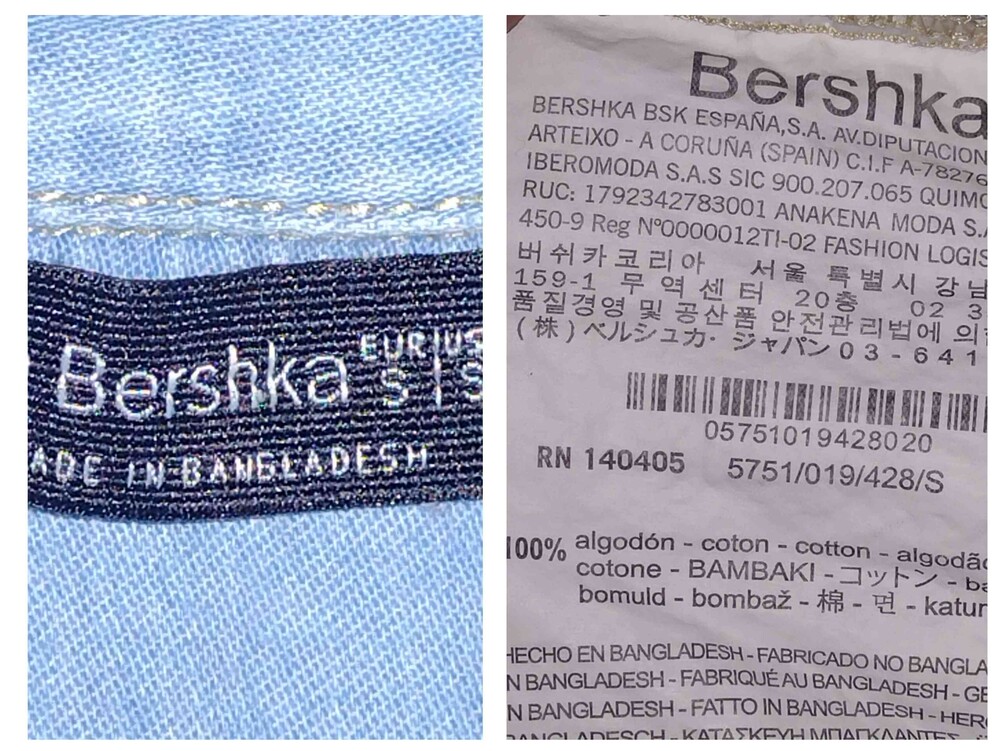 Bershka
EUR US
S S
ADE IN BANGLADESH
Bershka
BERSHKA BSK ESPAÑA,S.A. AV.DIPUTACION
ARTEIXO - A CORUÑA (SPAIN) C.I.F A-78276
IBEROMODA S.A.S SIC 900.207.065 QUIMO
RUC: 1792342783001 ANAKENA MODA S.A
450-9 Reg Nº0000012TI-02 FASHION LOGIS
버쉬카코리아 서울 특별시 강남
159-1 무역센터 20층 02 3
품질경영 및 공산품 안전관리법에 의
(株)ベルシュカ・ジャパン 03-641
05751019428020
RN 140405 5751/019/428/S
100% algodón - coton - cotton - algodão
cotone - BAMBAKI - コットン - ba
bomuld - bombaž - 棉 - 면 - katun
HECHO EN BANGLADESH - FABRICADO NO BANGLA
N BANGLADESH - FABRIQUÉ AU BANGLADESH - GE
N BANGLADESH - FATTO IN BANGLADESH - HERG
BANGLADESCH - ΚΑΤΑΣΚΕΥΗ ΜΠΑΓΚΛΑΝΤΕΣ